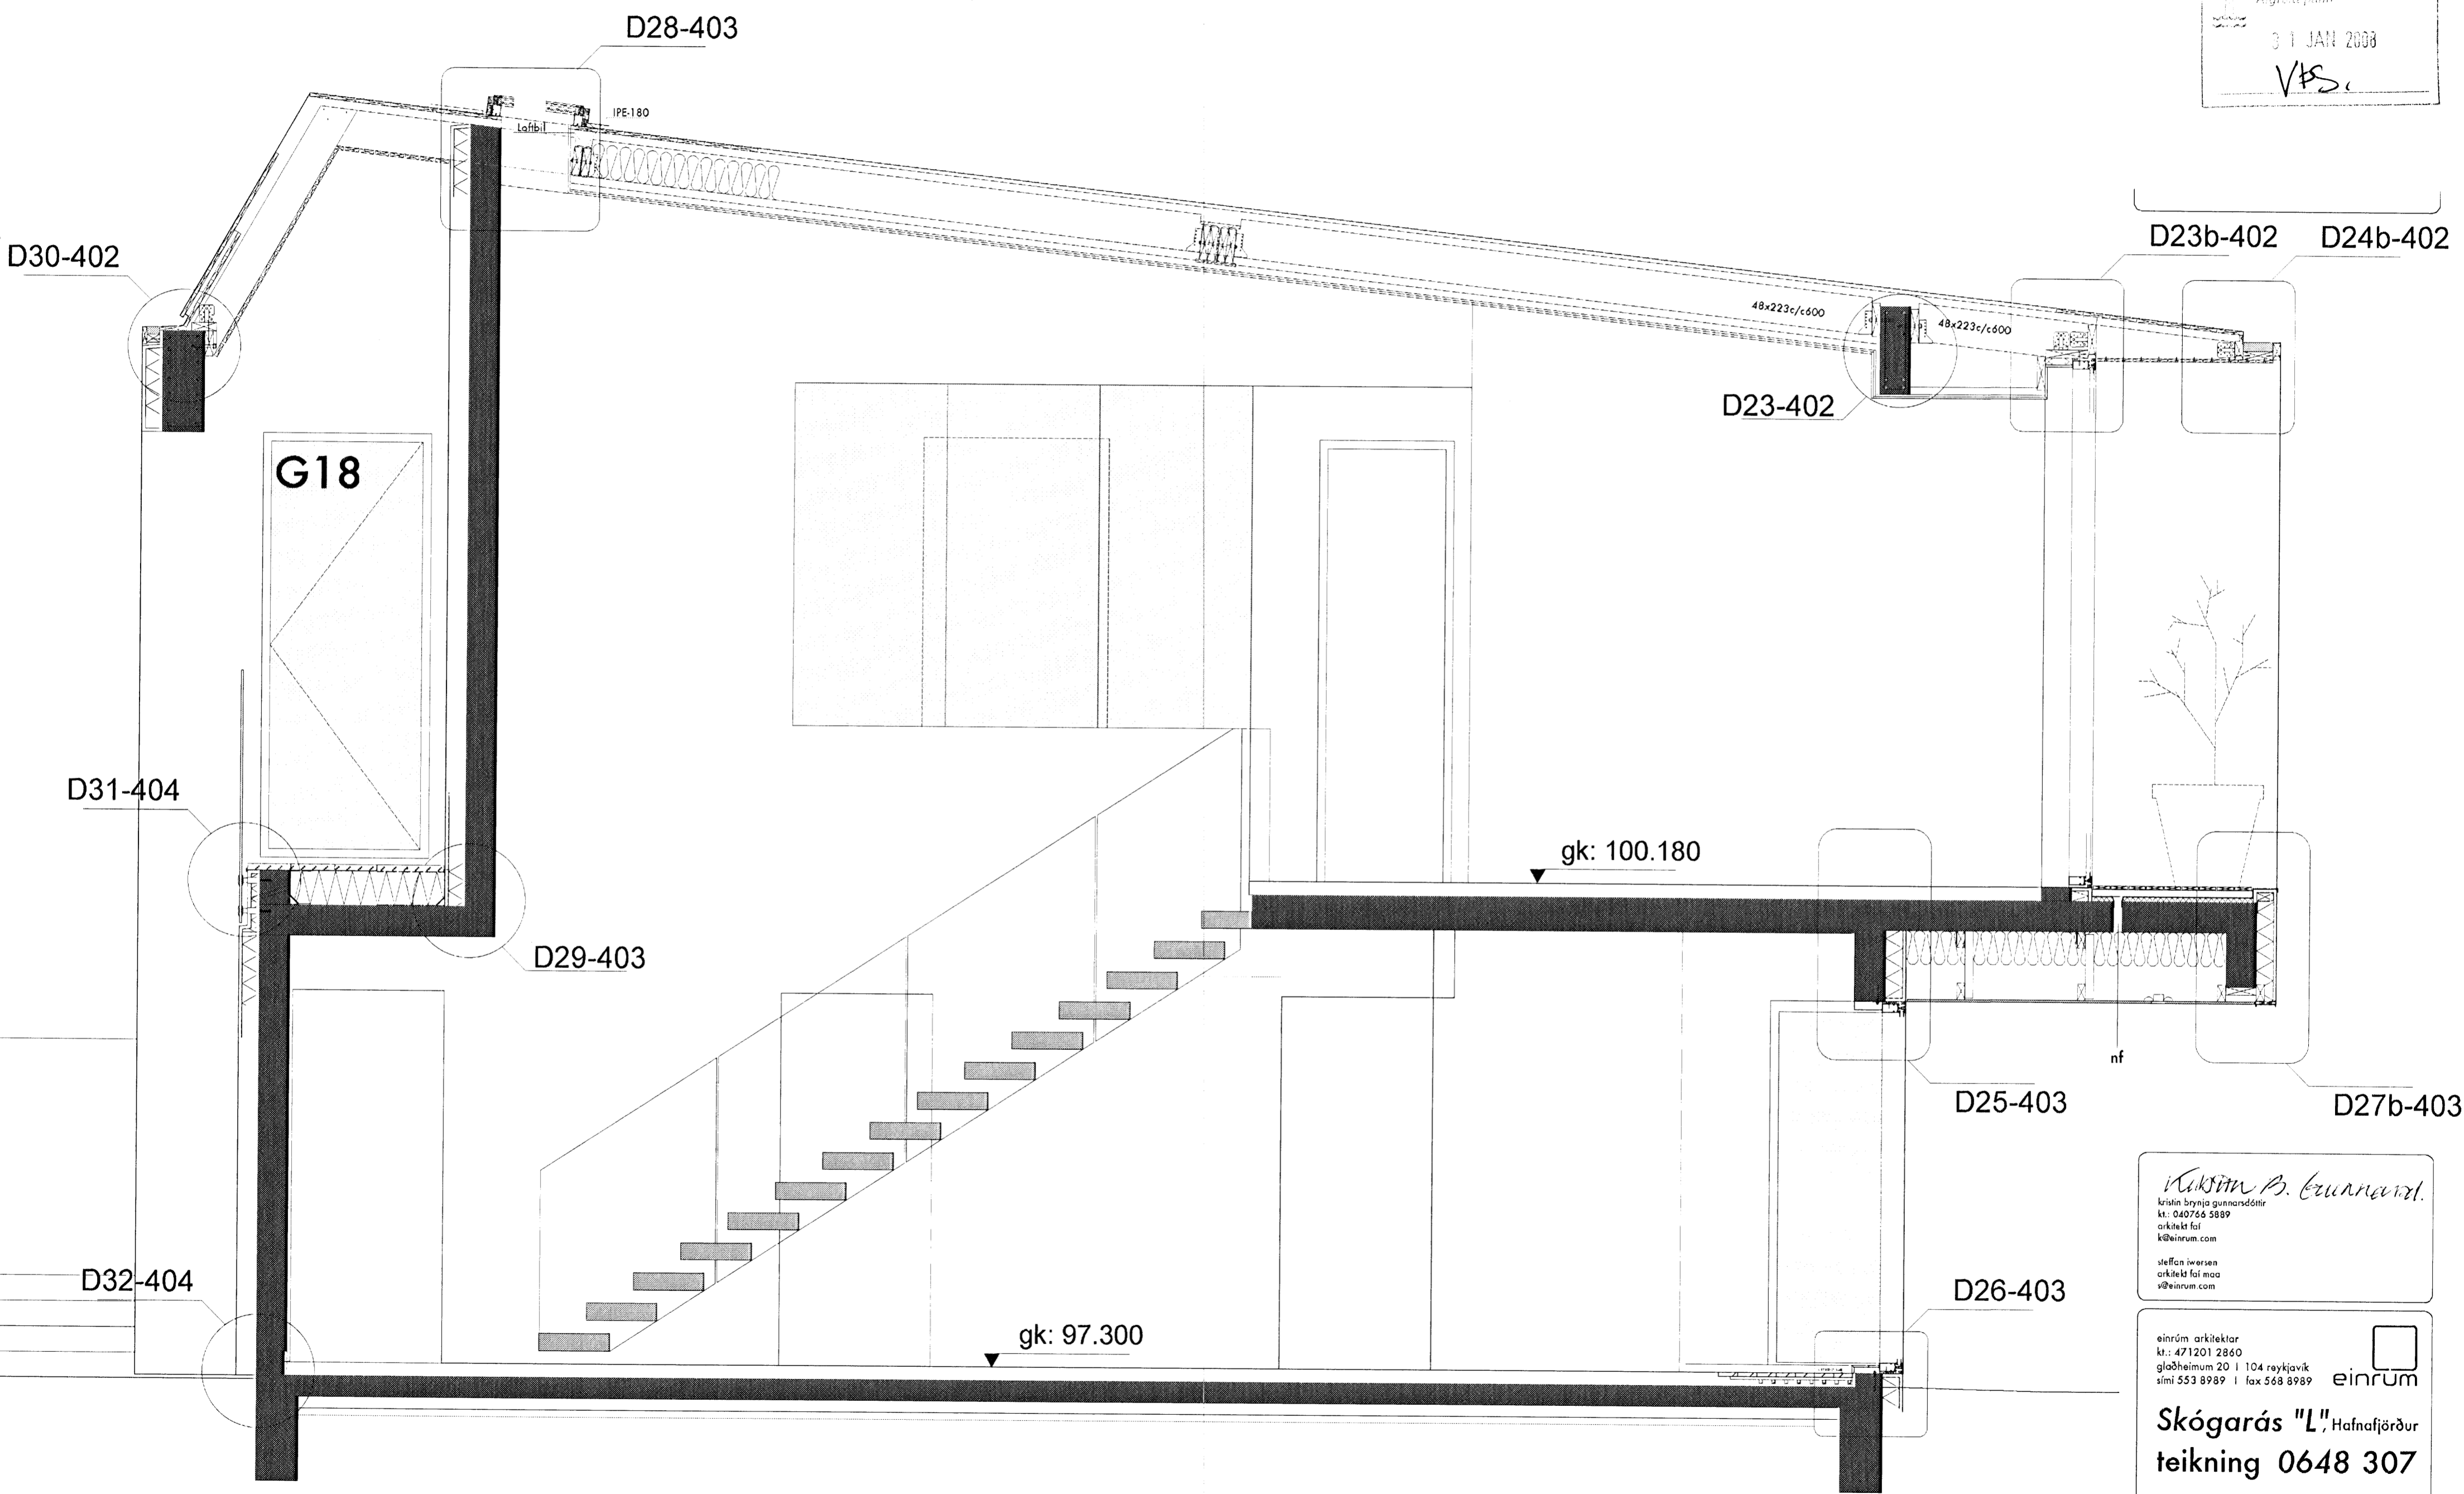 D28-403
31 JAN 2008
IPE-180
Loftbil
D23b-402
D24b-402
D30-402
48x223c/c600
48x223c/c600
D23-402
G18
D31-404
gk: 100.180
D29-403
nf
D25-403
D27b-403
kristín brynja gunnarsdóttir
kt.: 040766 5889
arkitekt faí
k@einrum.com
steffan iwersen
arkitekt faí maa
s@einrum.com
D32-404
D26-403
gk: 97.300
einrúm arkitektar
kt.: 471201 2860
glaðheimum 20 | 104 reykjavík
sími 553 8989 | fax 568 8989
einrúm
Skógarás "L", Hafnafjörður
teikning 0648 307